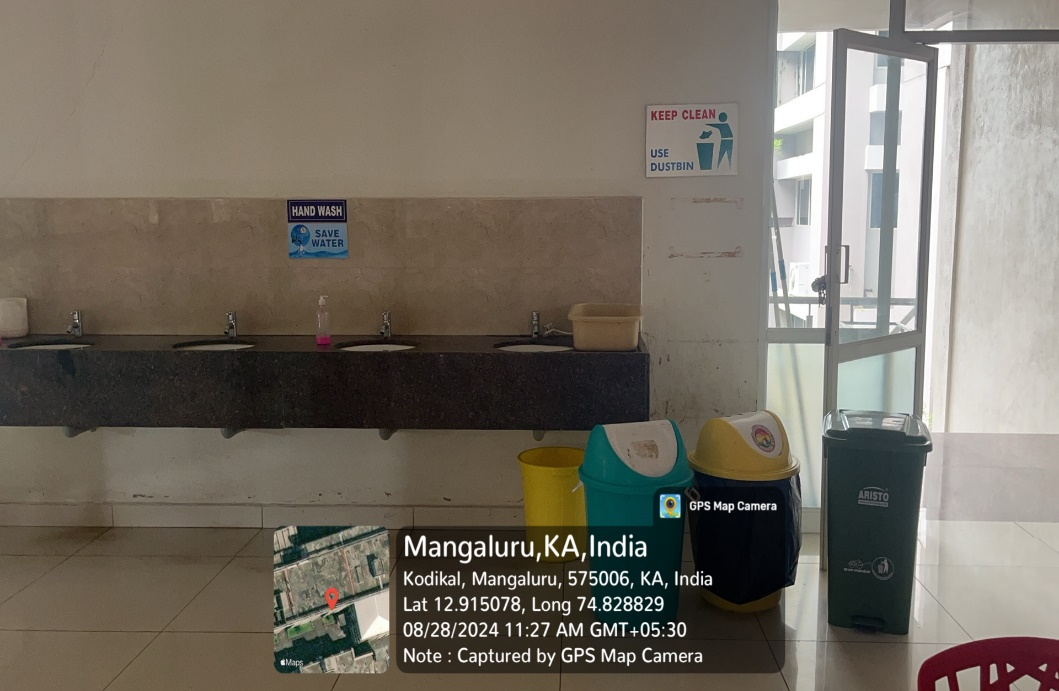 KEEP CLEAN
USE
DUSTBIN
HAND WASH
SAVE
WATER
ARISTO
GPS Map Camera
Mangaluru,KA,India
Kodikal, Mangaluru, 575006, KA, India
Lat 12.915078, Long 74.828829
08/28/2024 11:27 AM GMT+05:30
Note : Captured by GPS Map Camera
Maps